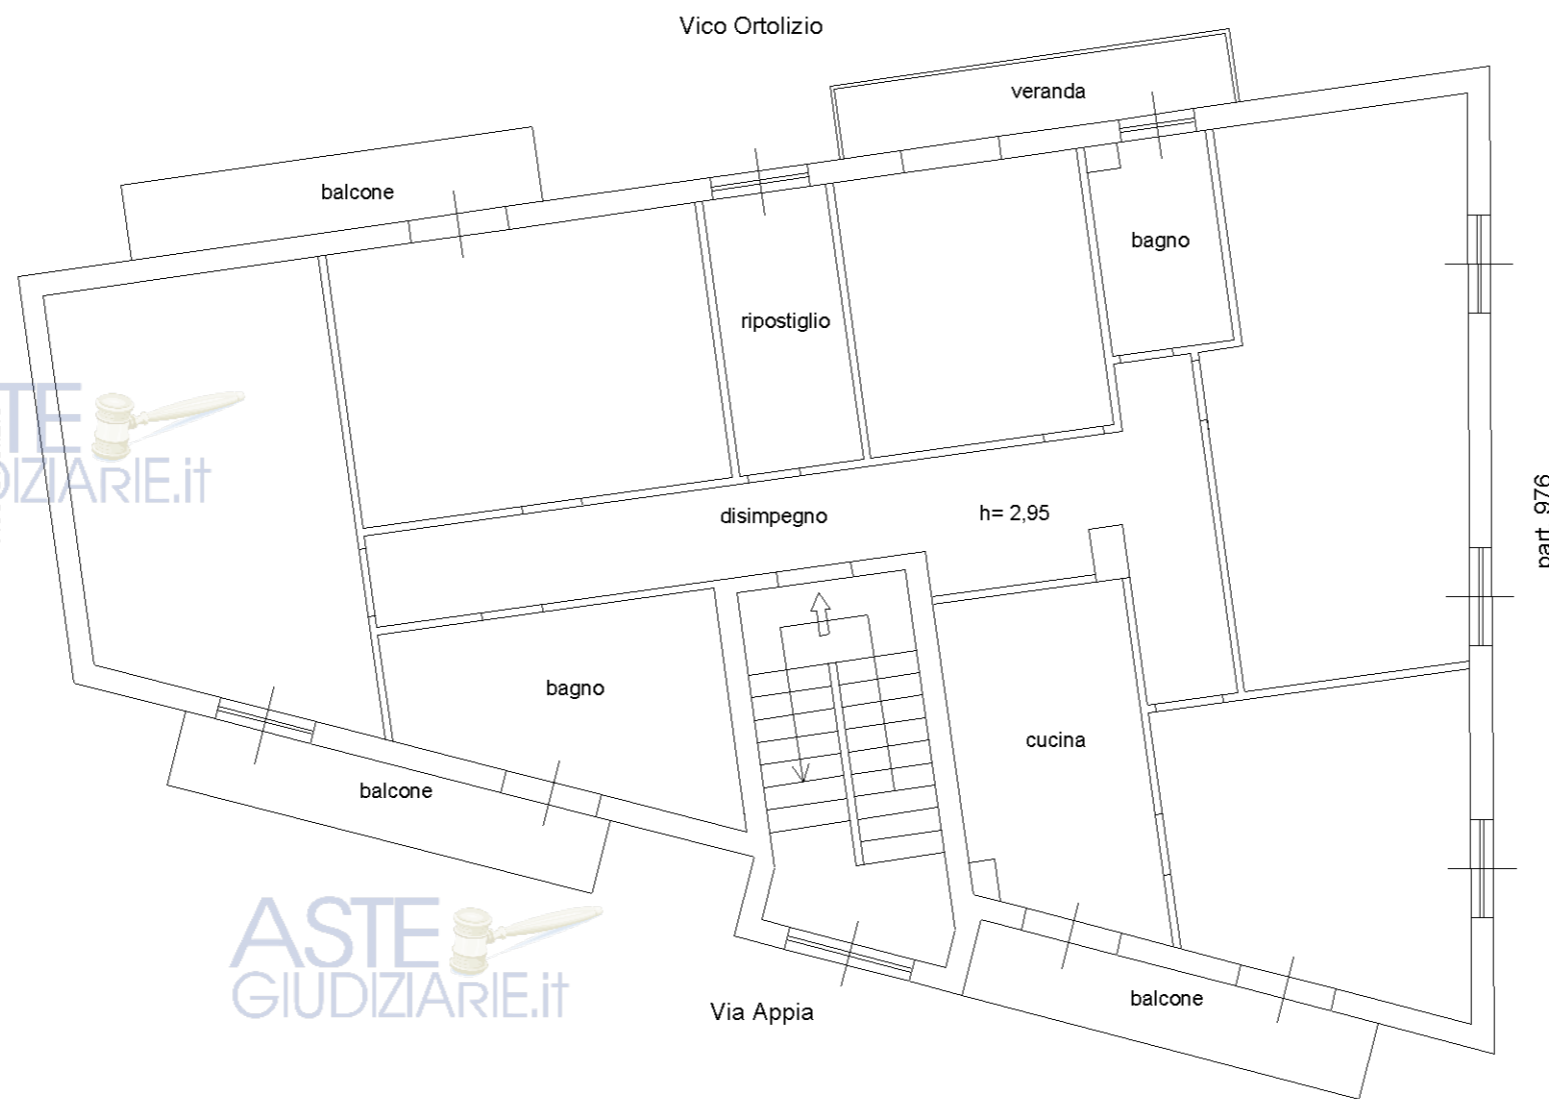 Vico Ortolizio
veranda
balcone
bagno
ripostiglio
disimpegno
h= 2,95
part. 976
bagno
cucina
balcone
balcone
Via Appia
ASTE
GIUDIZIARIE.it